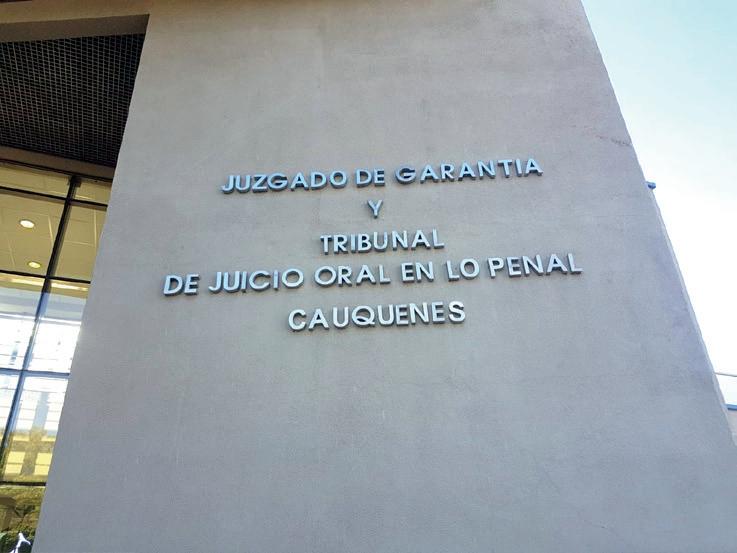 JUZGADO DE GARANTIA
Y
TRIBUNAL
DE JUICIO ORAL EN LO PENAL
CAUQUENES